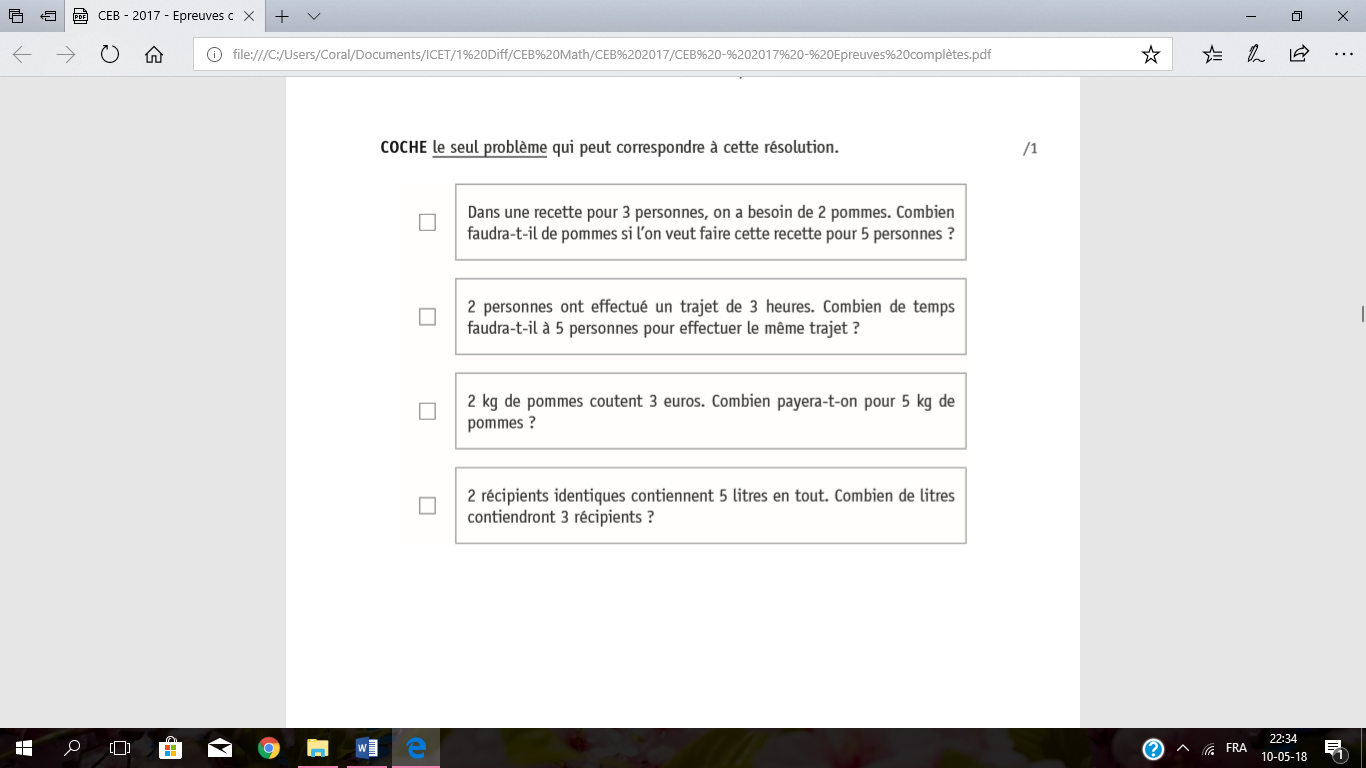 CEB - 2017 - Epreuves c
file:///C:/Users/Coral/Documents/ICET/1%20Diff/CEB%20Math/CEB%202017/CEB%20-%202017%20-%20Epreuves%20complètes.pdf
COCHE le seul problème qui peut correspondre à cette résolution. /1
Dans une recette pour 3 personnes, on a besoin de 2 pommes. Combien
faudra-t-il de pommes si l'on veut faire cette recette pour 5 personnes ?
2 personnes ont effectué un trajet de 3 heures. Combien de temps
faudra-t-il à 5 personnes pour effectuer le même trajet ?
2 kg de pommes coutent 3 euros. Combien payera-t-on pour 5 kg de
pommes ?
2 récipients identiques contiennent 5 litres en tout. Combien de litres
contiendront 3 récipients ?
FRA
22:34
10-05-18
1